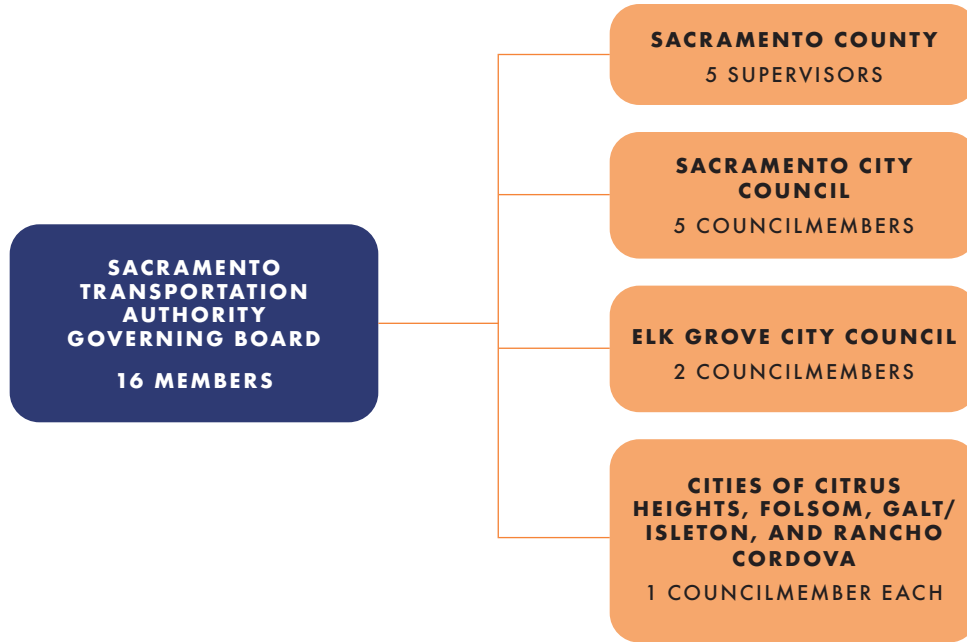 SACRAMENTO
TRANSPORTATION
AUTHORITY
GOVERNING BOARD
16 MEMBERS
SACRAMENTO COUNTY
5 SUPERVISORS
SACRAMENTO CITY
COUNCIL
5 COUNCILMEMBERS
ELK GROVE CITY COUNCIL
2 COUNCILMEMBERS
CITIES OF CITRUS
HEIGHTS, FOLSOM, GALT/
ISLETON, AND RANCHO
CORDOVA
1 COUNCILMEMBER EACH